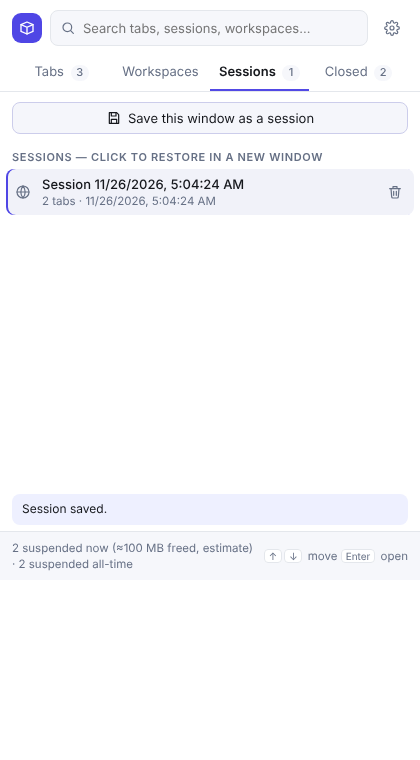 Search tabs, sessions, workspaces...
Tabs 3 Workspaces Sessions 1 Closed 2
Save this window as a session
SESSIONS — CLICK TO RESTORE IN A NEW WINDOW
Session 11/26/2026, 5:04:24 AM
2 tabs · 11/26/2026, 5:04:24 AM
Session saved.
2 suspended now (≈100 MB freed, estimate)
· 2 suspended all-time
↑ ↓ move Enter open